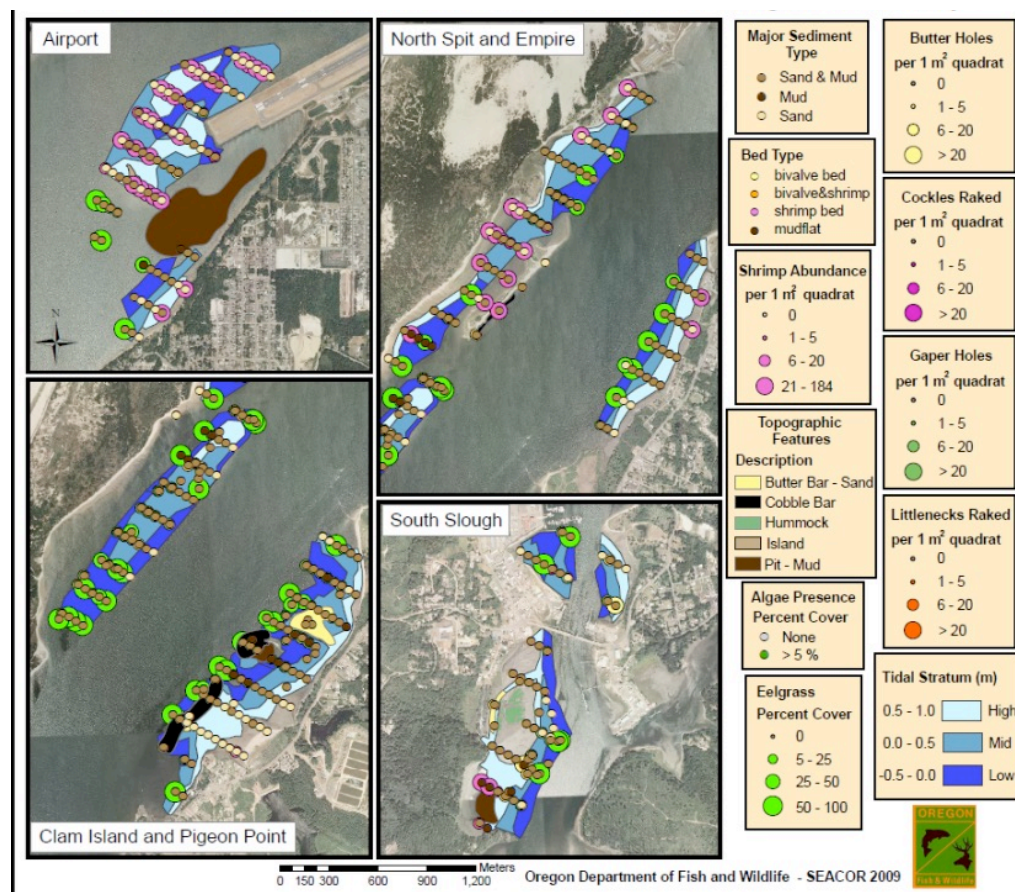 Airport
N
North Spit and Empire
Clam Island and Pigeon Point
South Slough
Major Sediment
Type
Sand & Mud
Mud
Sand
Bed Type
bivalve bed
bivalve&shrimp
shrimp bed
mudflat
Shrimp Abundance
per 1 m² quadrat
0
1 - 5
6 - 20
21 - 184
Topographic
Features
Description
Butter Bar - Sand
Cobble Bar
Hummock
Island
Pit - Mud
Algae Presence
Percent Cover
None
> 5 %
Eelgrass
Percent Cover
0
5 - 25
25 - 50
50 - 100
Butter Holes
per 1 m² quadrat
0
1 - 5
6 - 20
> 20
Cockles Raked
per 1 m² quadrat
0
1 - 5
6 - 20
> 20
Gaper Holes
per 1 m² quadrat
0
1 - 5
6 - 20
> 20
Littlenecks Raked
per 1 m² quadrat
0
1 - 5
6 - 20
> 20
Tidal Stratum (m)
0.5 - 1.0 High
0.0 - 0.5 Mid
-0.5 - 0.0 Low
OREGON
Fish & Wildlife
Meters
0 150 300 600 900 1,200
Oregon Department of Fish and Wildlife - SEACOR 2009